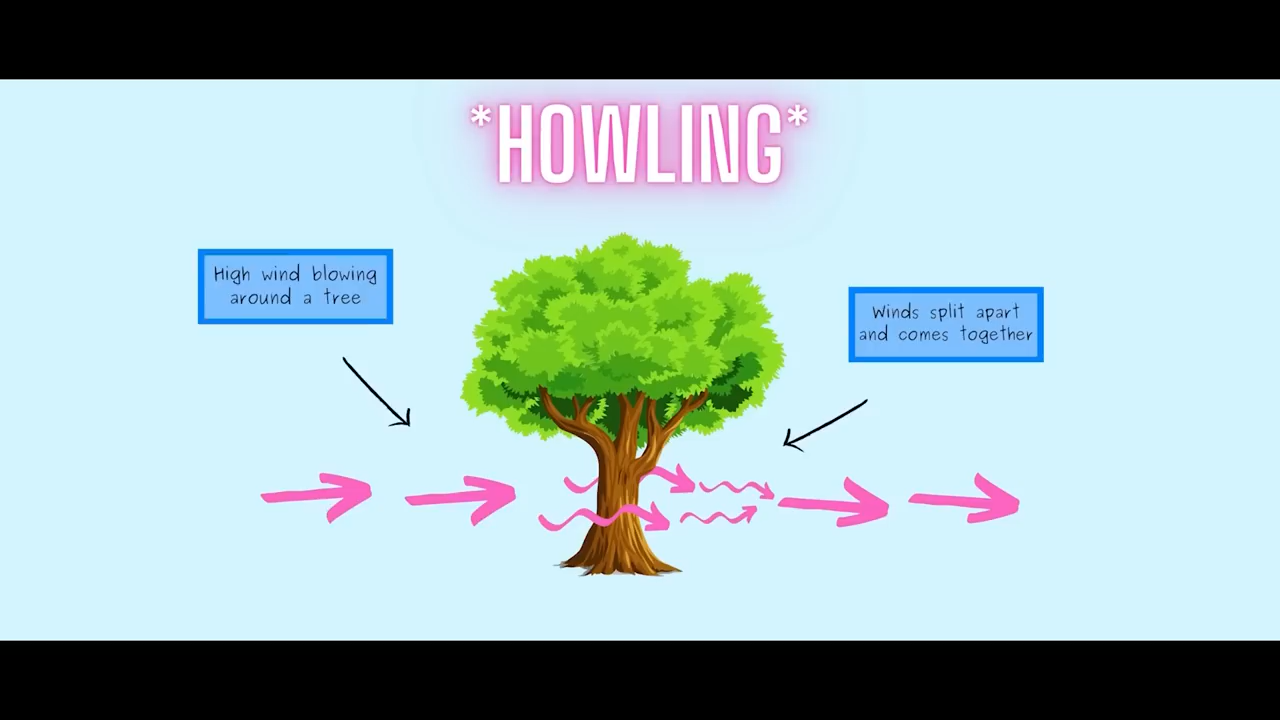 *HOWLING*
High wind blowing
around a tree
Winds split apart
and comes together